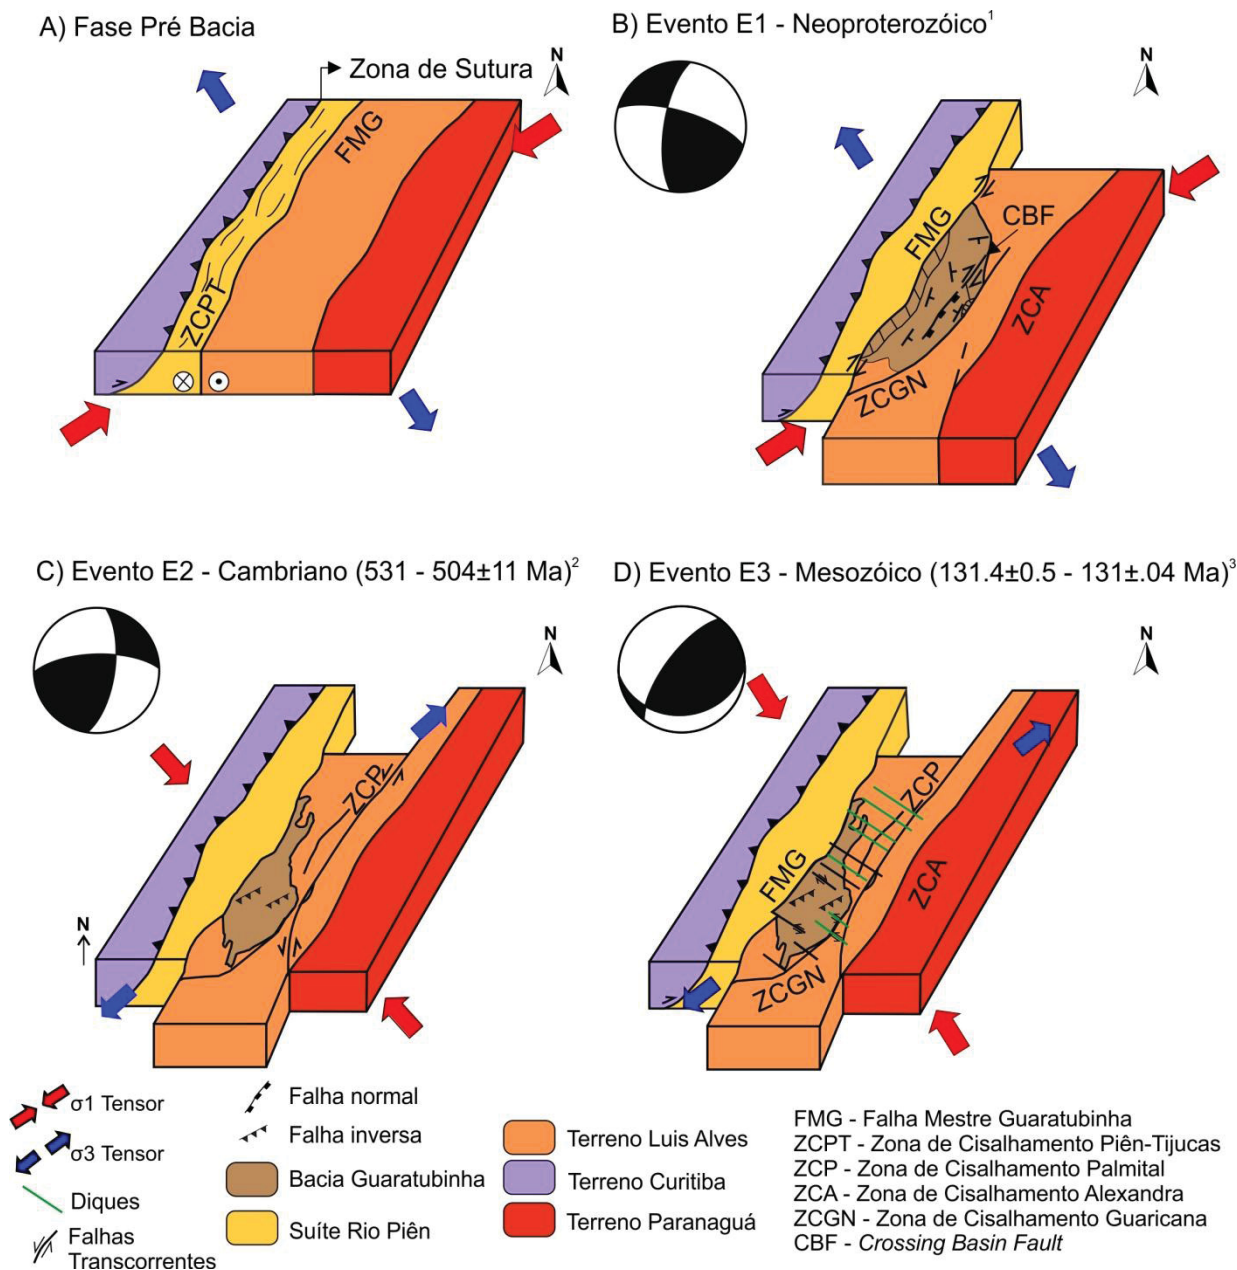 A) Fase Pré Bacia
Zona de Sutura
N
FMG
ZCPT
B) Evento E1 - Neoproterozóico¹
N
CBF
FMG
ZCA
ZCGN
C) Evento E2 - Cambriano (531 - 504±11 Ma)²
N
ZCP
N
D) Evento E3 - Mesozóico (131.4±0.5 - 131±.04 Ma)³
N
ZCP
FMG
ZCA
ZCGN
σ1 Tensor
σ3 Tensor
Diques
Falhas
Transcorrentes
Falha normal
Falha inversa
Bacia Guaratubinha
Suíte Rio Piên
Terreno Luis Alves
Terreno Curitiba
Terreno Paranaguá
FMG - Falha Mestre Guaratubinha
ZCPT - Zona de Cisalhamento Piên-Tijucas
ZCP - Zona de Cisalhamento Palmital
ZCA - Zona de Cisalhamento Alexandra
ZCGN - Zona de Cisalhamento Guaricana
CBF - Crossing Basin Fault